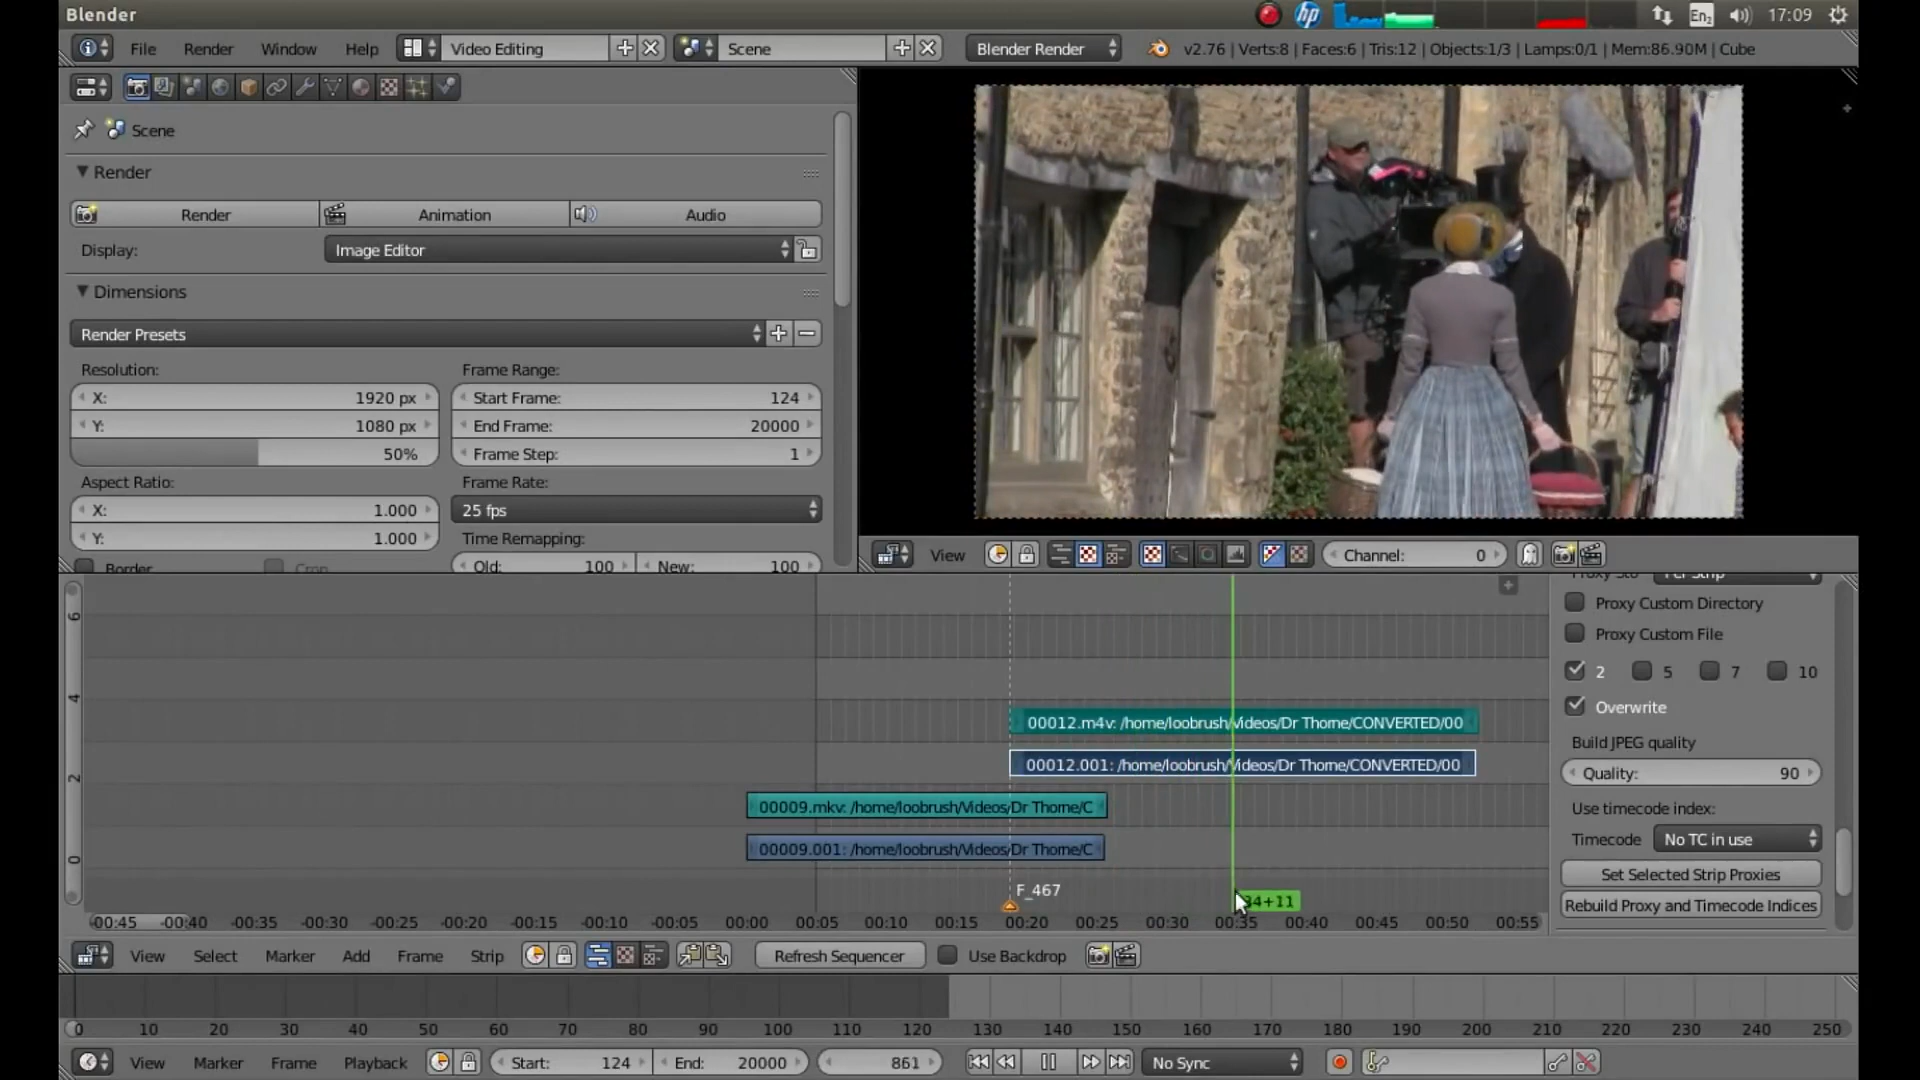 Blender
hp En2 17:09
File Render Window Help Video Editing Scene Blender Render v2.76 | Verts:8 | Faces:6 | Tris:12 | Objects:1/3 | Lamps:0/1 | Mem:86.90M | Cube
Scene
Render
Render Animation Audio
Display: Image Editor
Dimensions
Render Presets
Resolution: Frame Range:
X: 1920 px Start Frame: 124
Y: 1080 px End Frame: 20000
50% Frame Step: 1
Aspect Ratio: Frame Rate:
X: 1.000 25 fps
Y: 1.000 Time Remapping:
Border Crop Old: 100 New: 100
View Channel: 0
Per Strip
Proxy Custom Directory
Proxy Custom File
2 5 7 10
Overwrite
Build JPEG quality
Quality: 90
Use timecode index:
Timecode No TC in use
Set Selected Strip Proxies
Rebuild Proxy and Timecode Indices
6
4
2
0
00012.m4v: /home/loobrush/Videos/Dr Thorne/CONVERTED/00
00012.001: /home/loobrush/Videos/Dr Thorne/CONVERTED/00
00009.mkv: /home/loobrush/Videos/Dr Thorne/C
00009.001: /home/loobrush/Videos/Dr Thorne/C
F_467
34+11
-00:45 -00:40 -00:35 -00:30 -00:25 -00:20 -00:15 -00:10 -00:05 00:00 00:05 00:10 00:15 00:20 00:25 00:30 00:35 00:40 00:45 00:50 00:55
View Select Marker Add Frame Strip Refresh Sequencer Use Backdrop
0 10 20 30 40 50 60 70 80 90 100 110 120 130 140 150 160 170 180 190 200 210 220 230 240 250
View Marker Frame Playback Start: 124 End: 20000 861 No Sync